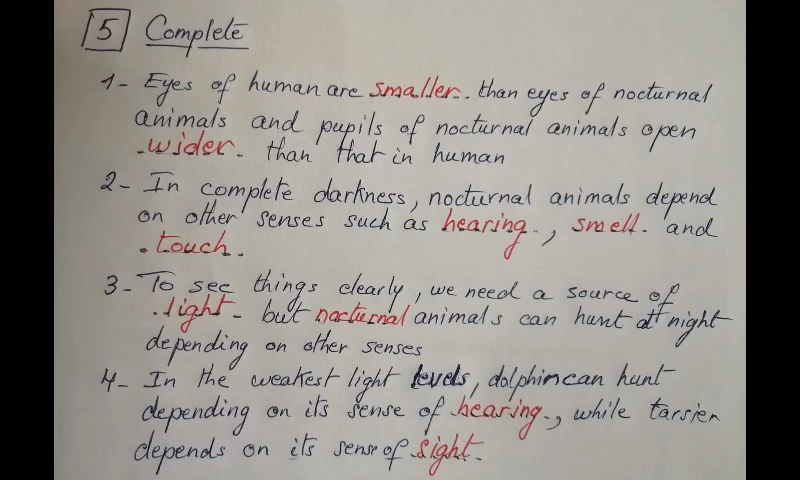 5 Complete
1- Eyes of human are smaller.. than eyes of nocturnal
animals and pupils of nocturnal animals open
.wider. than that in human
2- In complete darkness, nocturnal animals depend
on other senses such as hearing., smell. and
.touch.
3- To see things clearly, we need a source of
.light. but nocturnal animals can hunt at night
depending on other senses
4- In the weakest light levels, dolphin can hunt
depending on its sense of hearing., while tarsier
depends on its sense of sight.